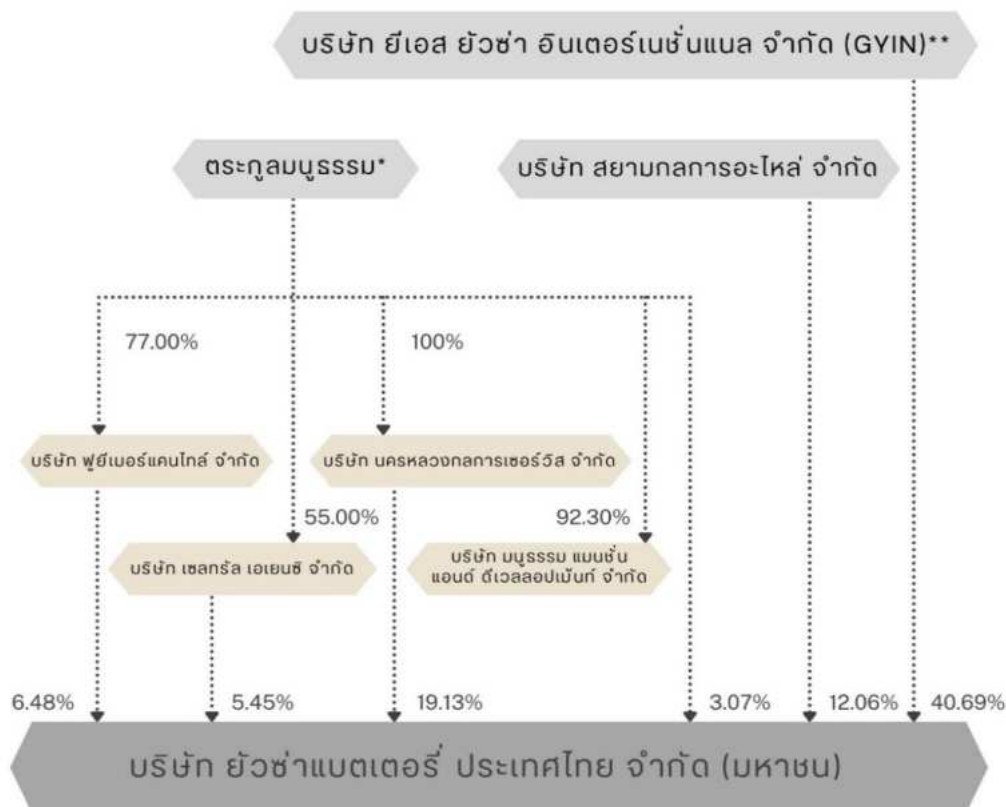 บริษัท ยีเอส ยัวซ่า อินเตอร์เนชั่นแนล จำกัด (GYIN)**
ตระกูลมนูธรรม*
บริษัท สยามกลการอะไหล่ จำกัด
77.00%
100%
บริษัท ฟูยีเมอร์แคนไทล์ จำกัด
บริษัท นครหลวงกลการเซอร์วิส จำกัด
55.00%
92.30%
บริษัท เซลทรัล เอเยนซี จำกัด
บริษัท มนูธรรม แมนชั่น
แอนด์ ดีเวลลอปเม้นท์ จำกัด
6.48%
5.45%
19.13%
3.07%
12.06%
40.69%
บริษัท ยัวซ่าแบตเตอรี่ ประเทศไทย จำกัด (มหาชน)